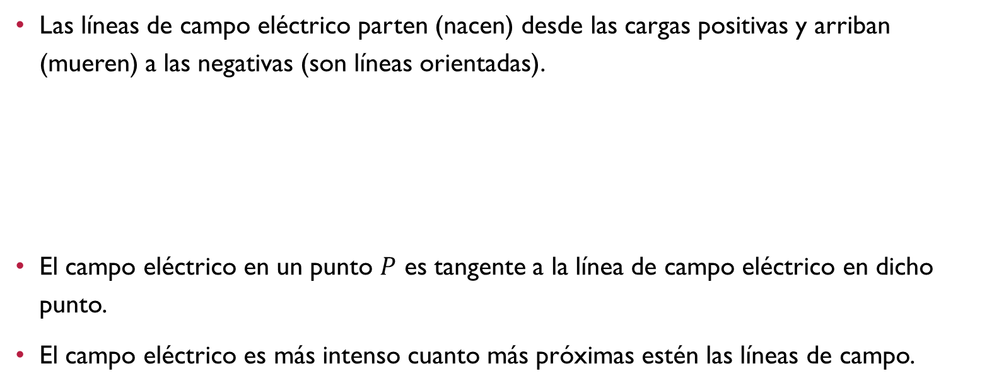 • Las líneas de campo eléctrico parten (nacen) desde las cargas positivas y arriban
(mueren) a las negativas (son líneas orientadas).
• El campo eléctrico en un punto P es tangente a la línea de campo eléctrico en dicho
punto.
• El campo eléctrico es más intenso cuanto más próximas estén las líneas de campo.